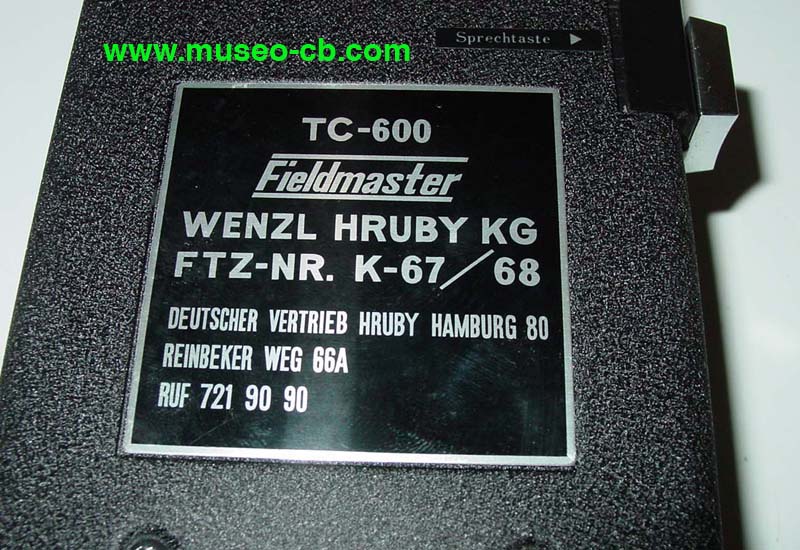 www.museo-cb.com
Sprechtaste ▶
TC-600
Fieldmaster
WENZL HRUBY KG
FTZ-NR. K-67/68
DEUTSCHER VERTRIEB HRUBY HAMBURG 80
REINBEKER WEG 66A
RUF 721 90 90